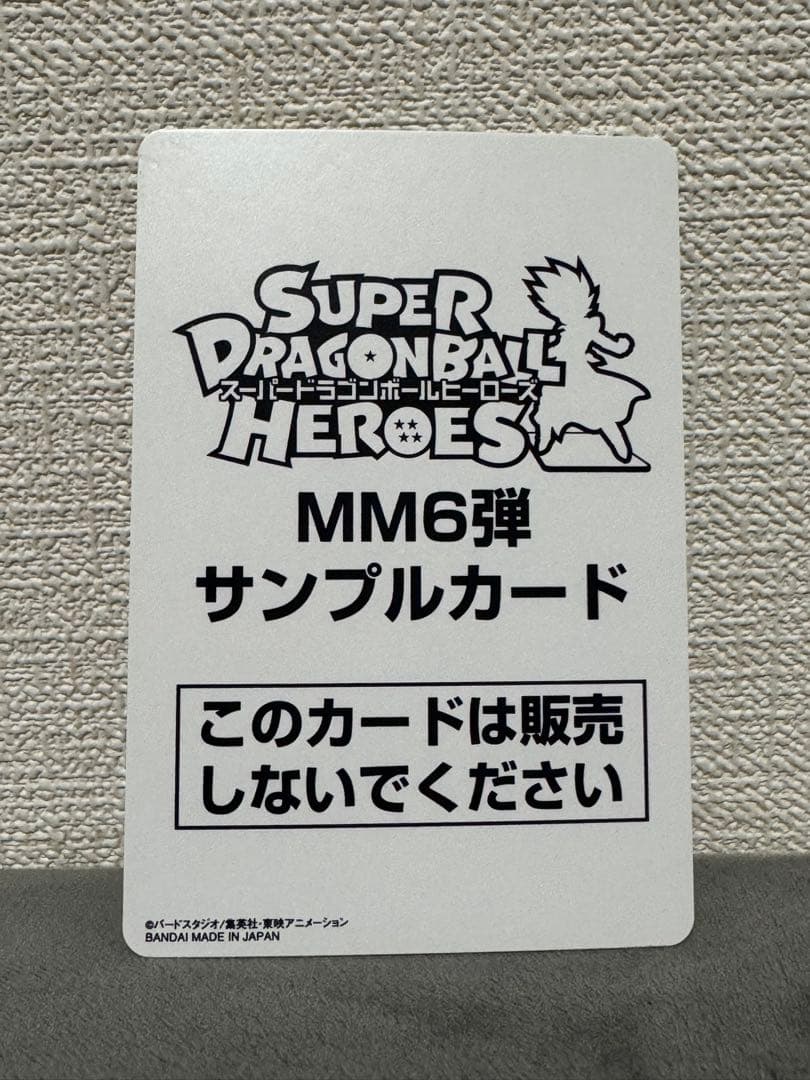 SUPER
DRAGONBALL
スーパードラゴンボールヒーローズ
HEROES
MM6弾
サンプルカード
このカードは販売
しないでください
©バードスタジオ/集英社・東映アニメーション
BANDAI MADE IN JAPAN